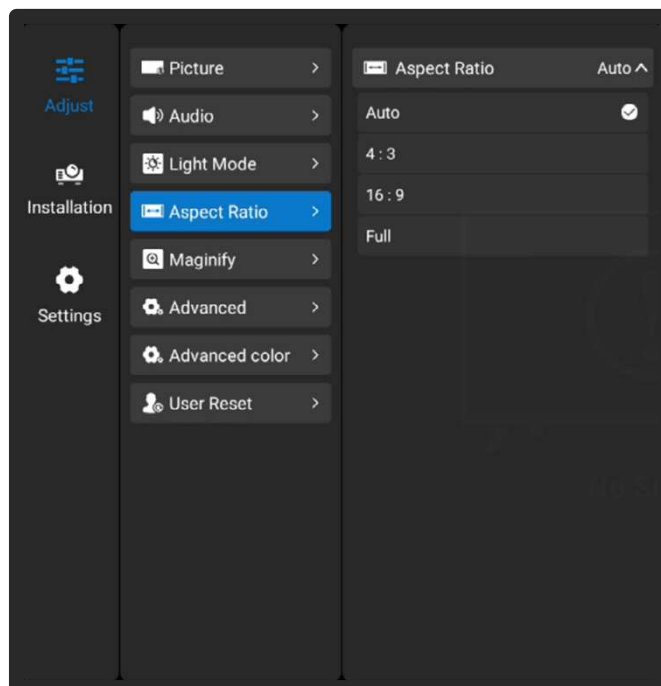 Adjust
Installation
Settings
Picture
Audio
Light Mode
Aspect Ratio
Maginify
Advanced
Advanced color
User Reset
Aspect Ratio Auto
Auto
4 : 3
16 : 9
Full